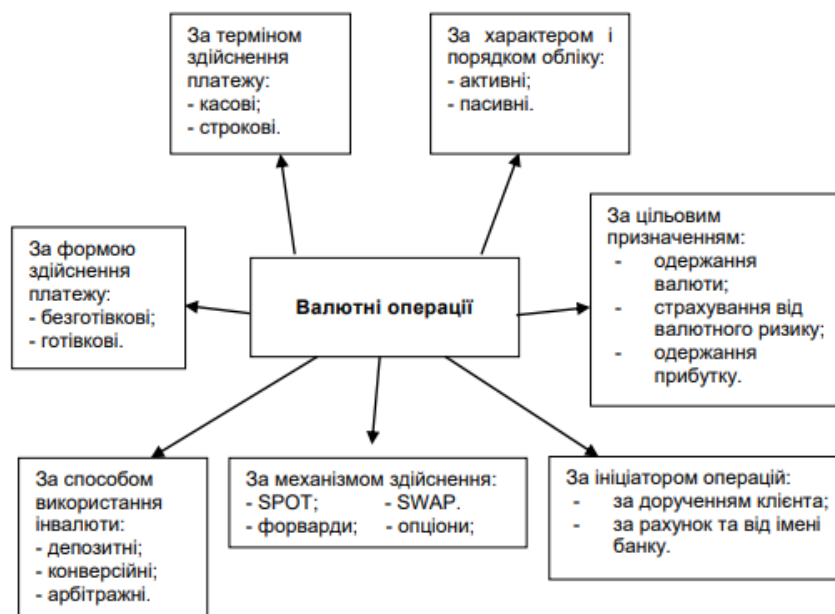 За терміном
здійснення
платежу:
- касові;
- строкові.
За характером і
порядком обліку:
- активні;
- пасивні.
За формою
здійснення
платежу:
- безготівкові;
- готівкові.
Валютні операції
За цільовим
призначенням:
- одержання
валюти;
- страхування від
валютного ризику;
- одержання
прибутку.
За способом
використання
інвалюти:
- депозитні;
- конверсійні;
- арбітражні.
За механізмом здійснення:
- SPOT; - SWAP.
- форварди; - опціони;
За ініціатором операцій:
- за дорученням клієнта;
- за рахунок та від імені
банку.